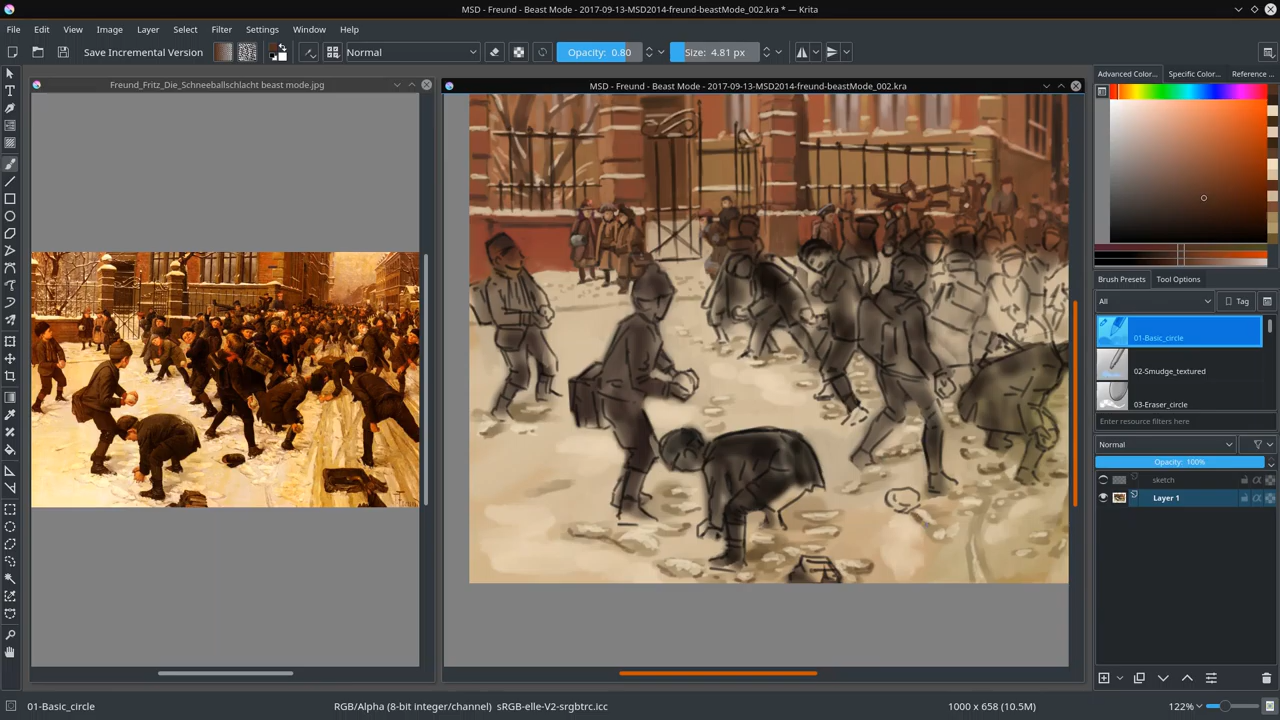 MSD - Freund - Beast Mode - 2017-09-13-MSD2014-freund-beastMode_002.kra * — Krita
File Edit View Image Layer Select Filter Settings Window Help
Save Incremental Version Normal Opacity: 0.80 Size: 4.81 px
Freund_Fritz_Die_Schneeballschlacht beast mode.jpg
MSD - Freund - Beast Mode - 2017-09-13-MSD2014-freund-beastMode_002.kra
Advanced Color... Specific Color... Reference ...
Brush Presets Tool Options
All Tag
01-Basic_circle
02-Smudge_textured
03-Eraser_circle
Enter resource filters here
Normal
Opacity: 100%
sketch
Layer 1
01-Basic_circle RGB/Alpha (8-bit integer/channel) sRGB-elle-V2-srgbtrc.icc 1000 x 658 (10.5M) 122%